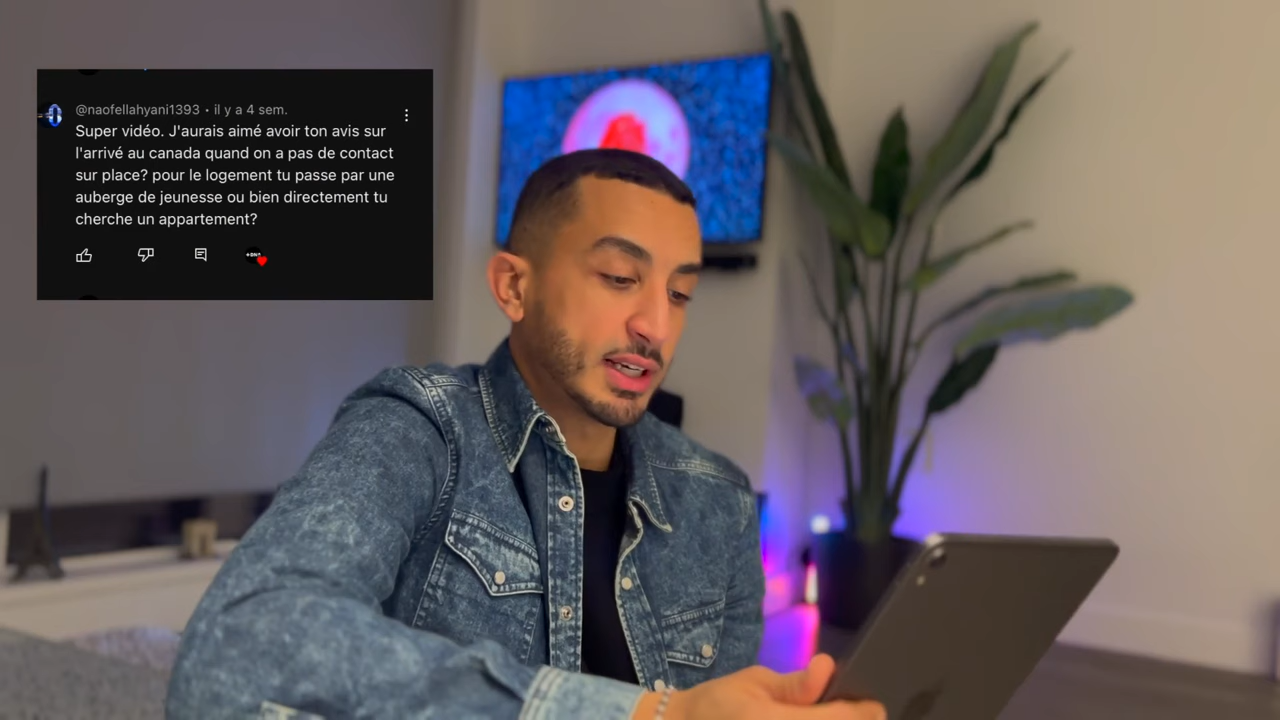 @naofellahyani1393 • il y a 4 sem.
Super vidéo. J'aurais aimé avoir ton avis sur
l'arrivé au canada quand on a pas de contact
sur place? pour le logement tu passe par une
auberge de jeunesse ou bien directement tu
cherche un appartement?